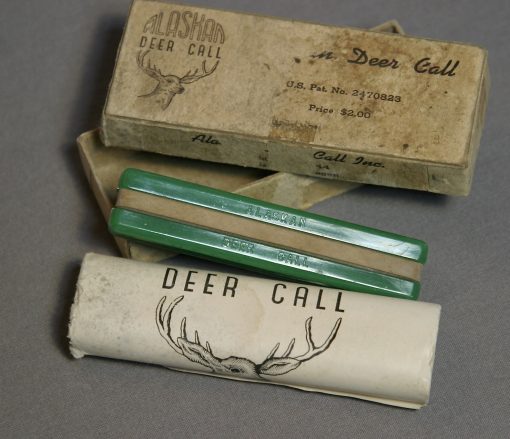 ALASKAN
DEER CALL
Deer Call
U.S. Pat. No. 2470823
Price $2.00
Ala
Call Inc.
ALASKAN
DEER CALL
DEER CALL